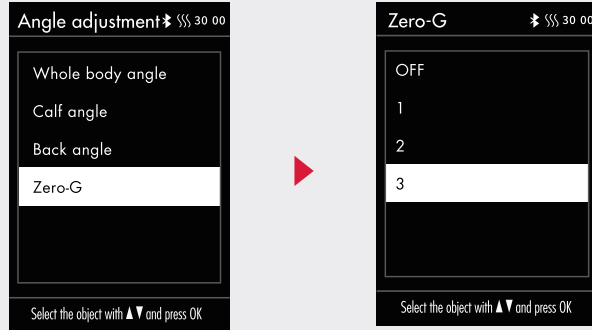 Angle adjustment 30 00
Whole body angle
Calf angle
Back angle
Zero-G
Select the object with ▲▼ and press OK
Zero-G 30 00
OFF
1
2
3
Select the object with ▲▼ and press OK